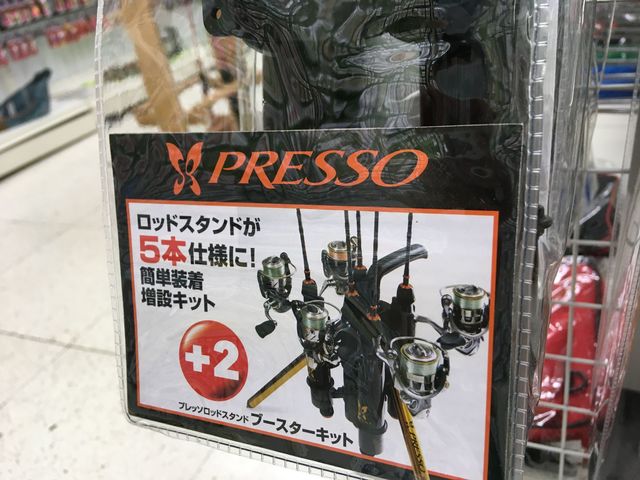 PRESSO
ロッドスタンドが
5本仕様に!
簡単装着
増設キット
+2
プレッソロッドスタンド ブースターキット
PRESSO